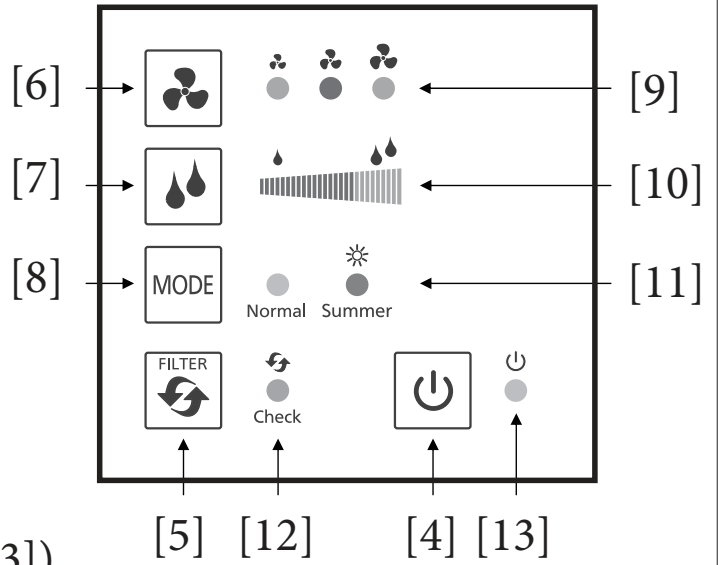 [6]
[9]
[7]
[10]
[8] MODE
[11]
Normal Summer
FILTER
Check
[5] [12] [4] [13]
3])